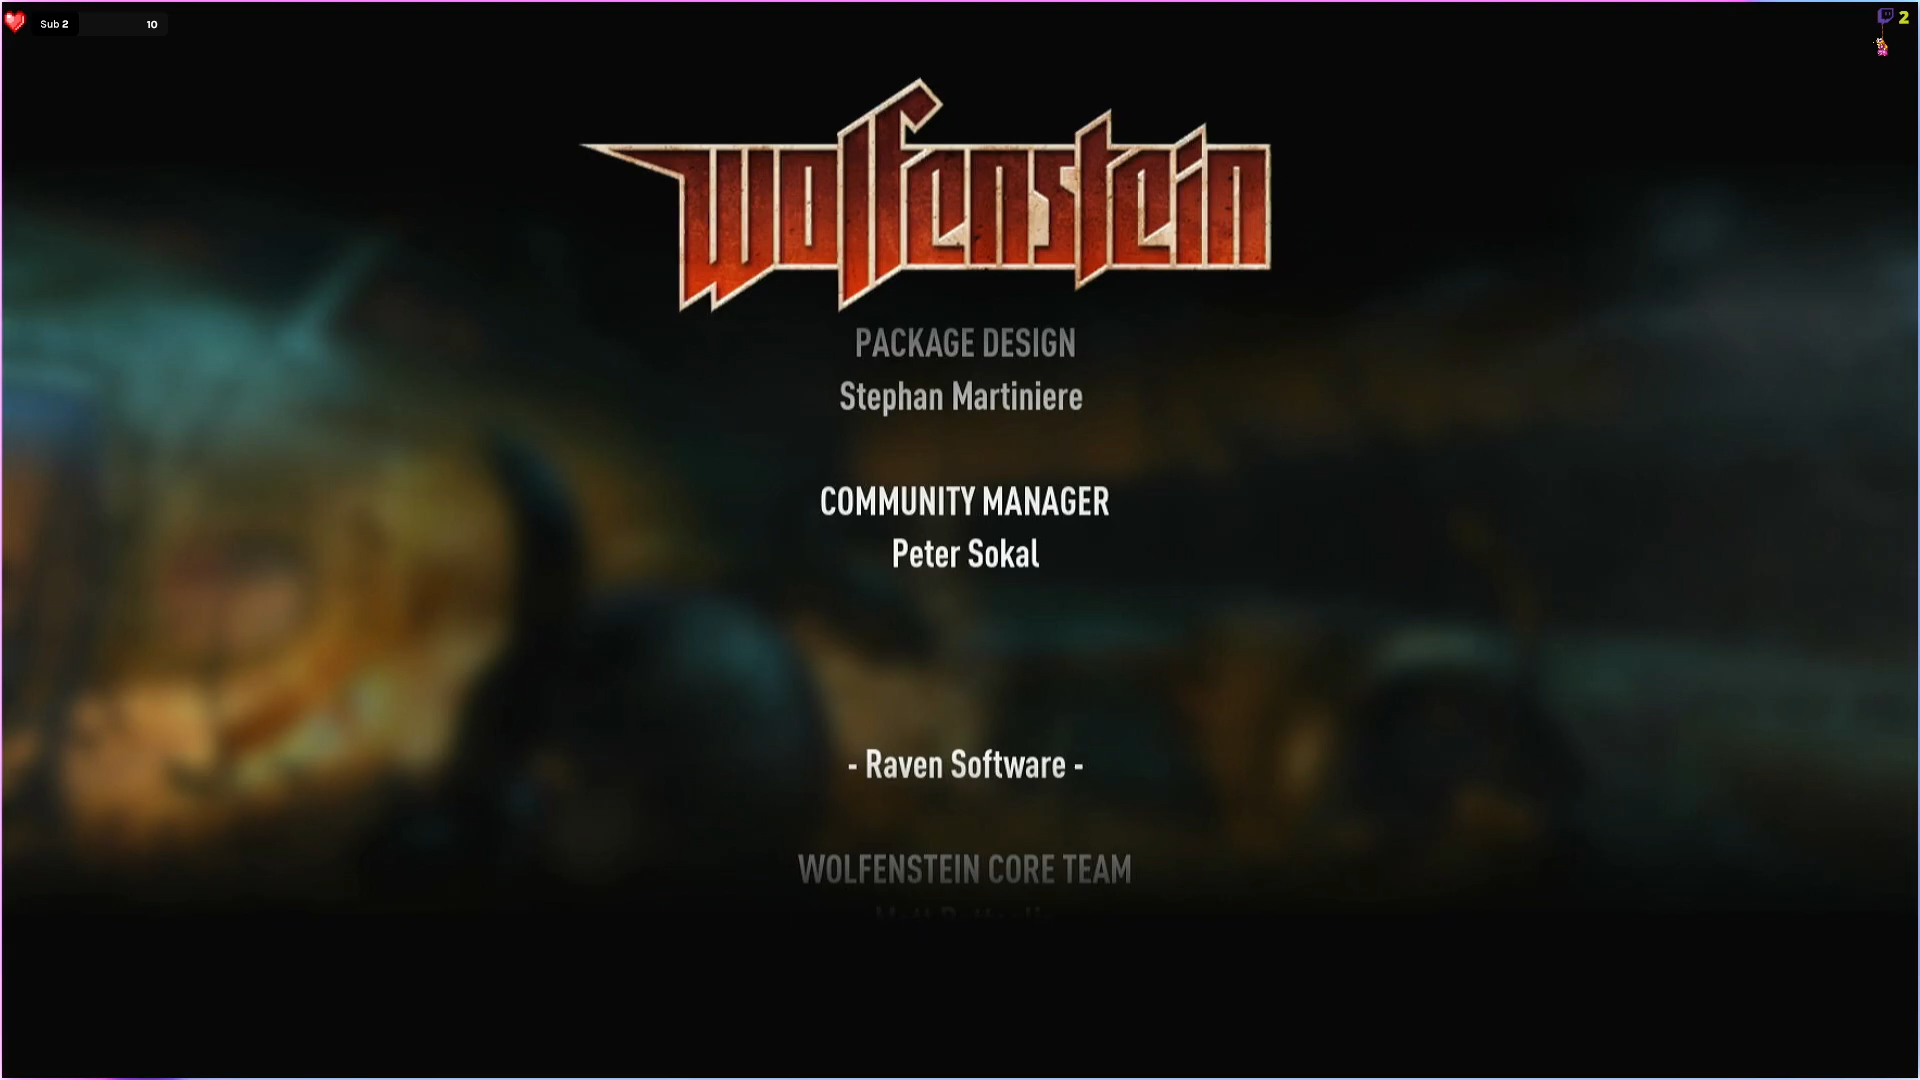 Sub 2 10
2
Wolfenstein
PACKAGE DESIGN
Stephan Martiniere
COMMUNITY MANAGER
Peter Sokal
- Raven Software -
WOLFENSTEIN CORE TEAM